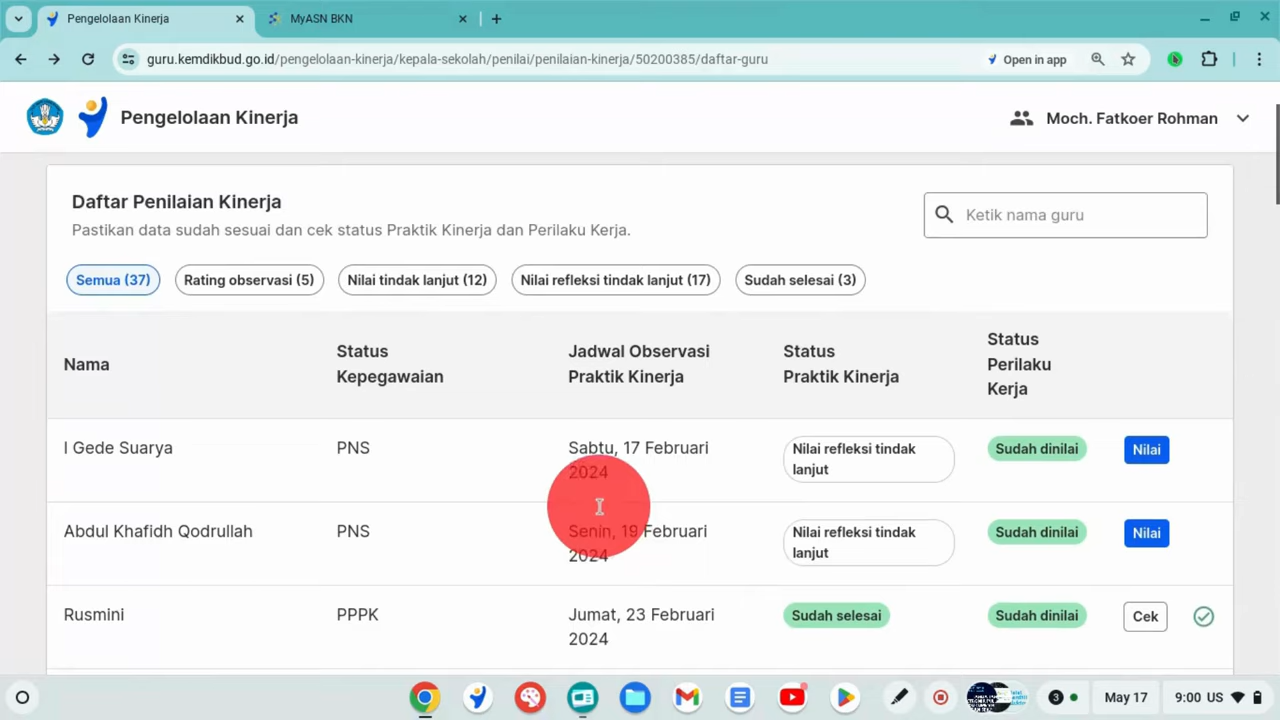 Pengelolaan Kinerja
MyASN BKN
guru.kemdikbud.go.id/pengelolaan-kinerja/kepala-sekolah/penilai/penilaian-kinerja/50200385/daftar-guru
Open in app
Pengelolaan Kinerja
Moch. Fatkoer Rohman
Daftar Penilaian Kinerja
Pastikan data sudah sesuai dan cek status Praktik Kinerja dan Perilaku Kerja.
Ketik nama guru
Semua (37)
Rating observasi (5)
Nilai tindak lanjut (12)
Nilai refleksi tindak lanjut (17)
Sudah selesai (3)
Nama
Status
Kepegawaian
Jadwal Observasi
Praktik Kinerja
Status
Praktik Kinerja
Status
Perilaku
Kerja
I Gede Suarya
PNS
Sabtu, 17 Februari
2024
Nilai refleksi tindak
lanjut
Sudah dinilai
Nilai
Abdul Khafidh Qodrullah
PNS
Senin, 19 Februari
2024
Nilai refleksi tindak
lanjut
Sudah dinilai
Nilai
Rusmini
PPPK
Jumat, 23 Februari
2024
Sudah selesai
Sudah dinilai
Cek
3
May 17
9:00 US